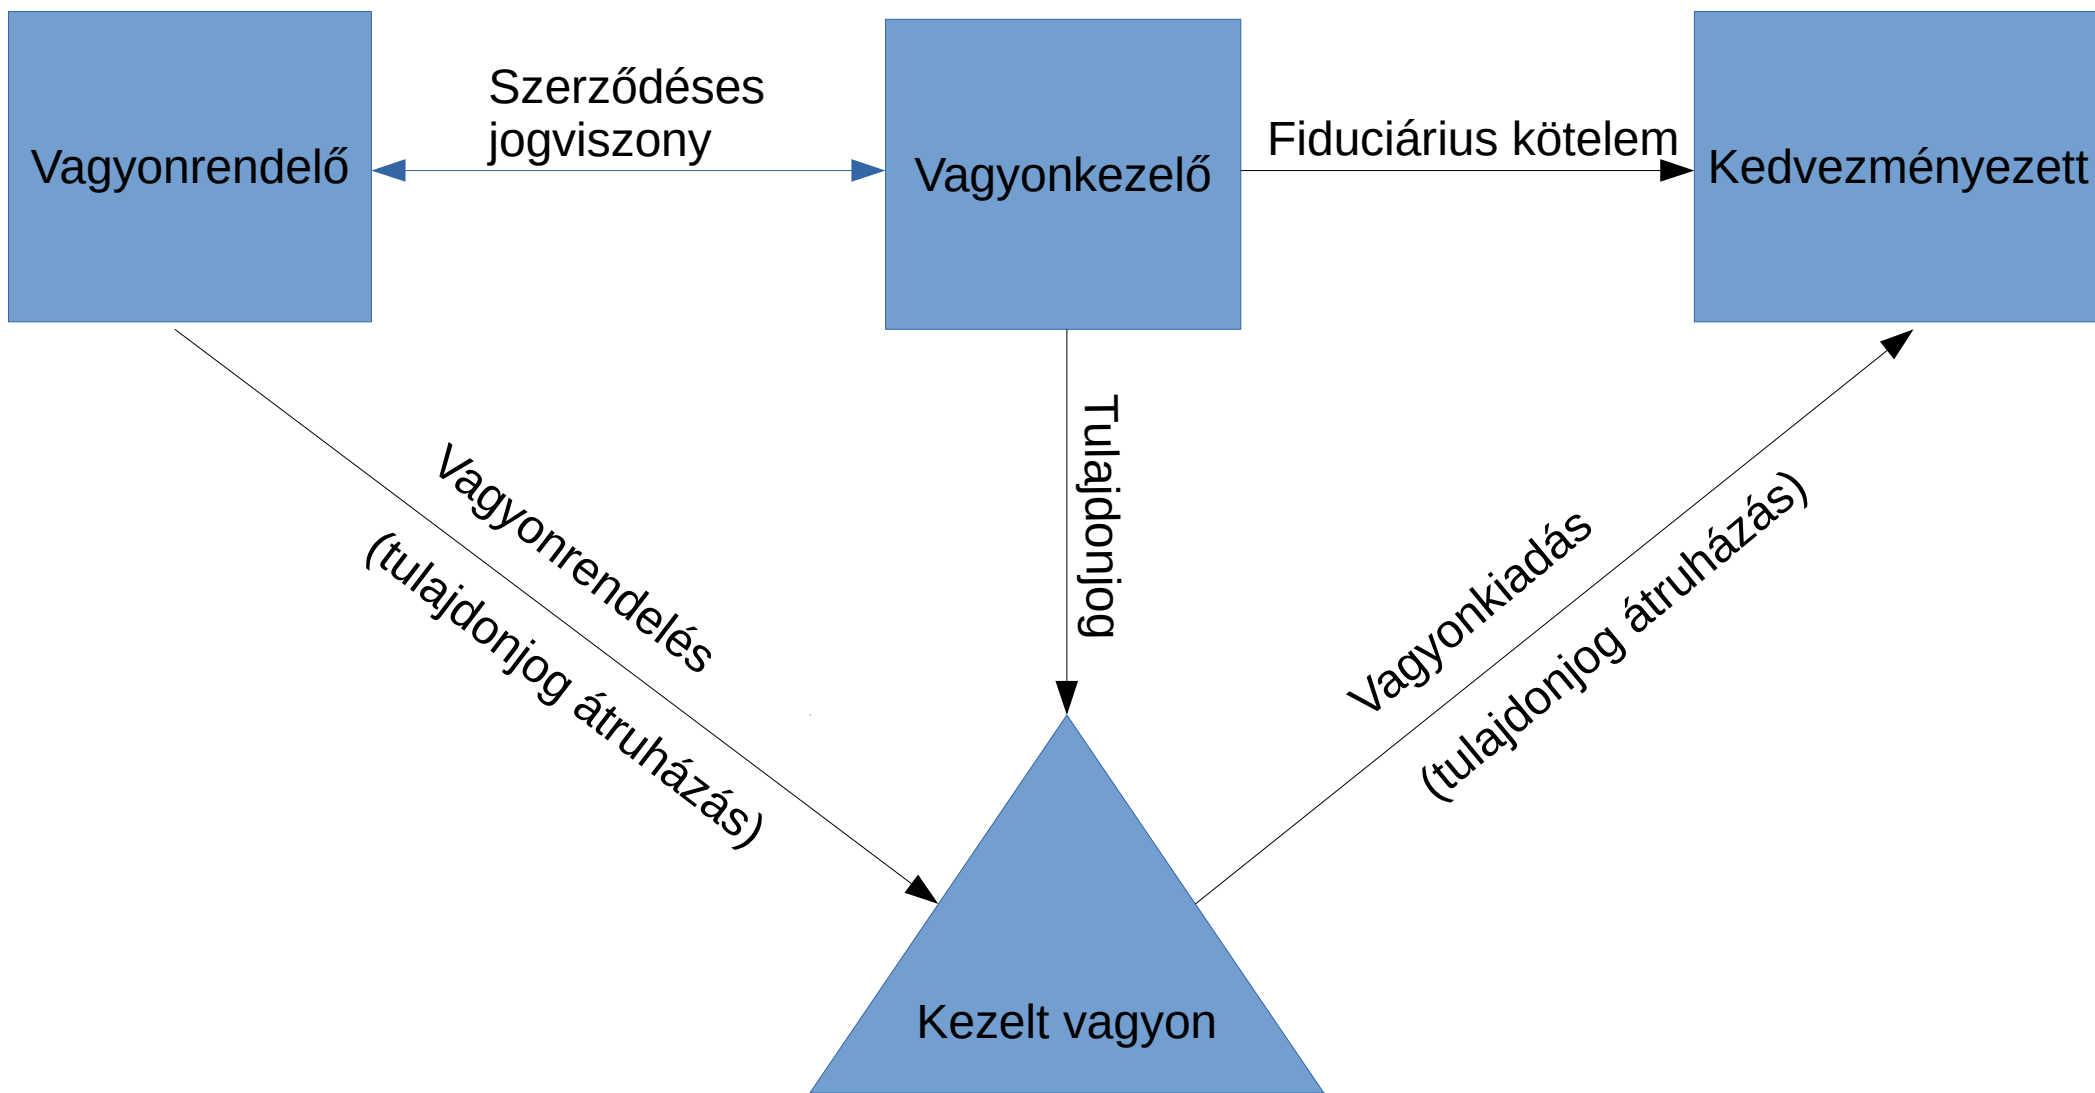 Vagyonrendelő
Szerződéses
jogviszony
Vagyonkezelő
Fiduciárius kötelem
Kedvezményezett
Vagyonrendelés
(tulajdonjog átruházás)
Tulajdonjog
Vagyonkiadás
(tulajdonjog átruházás)
Kezelt vagyon